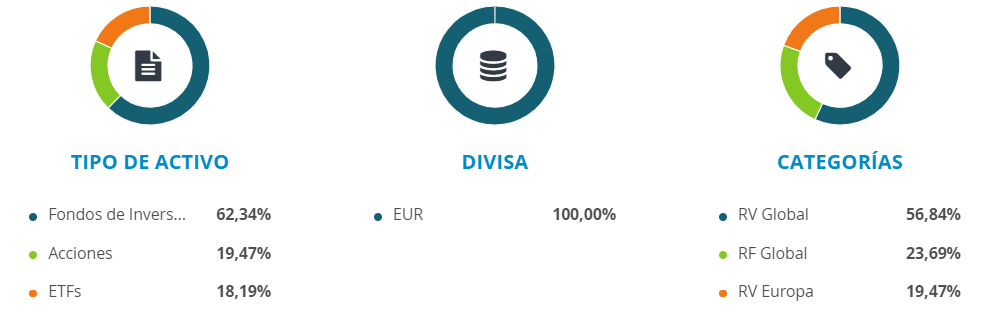 TIPO DE ACTIVO
Fondos de Invers... 62,34%
Acciones 19,47%
ETFs 18,19%
DIVISA
EUR 100,00%
CATEGORÍAS
RV Global 56,84%
RF Global 23,69%
RV Europa 19,47%